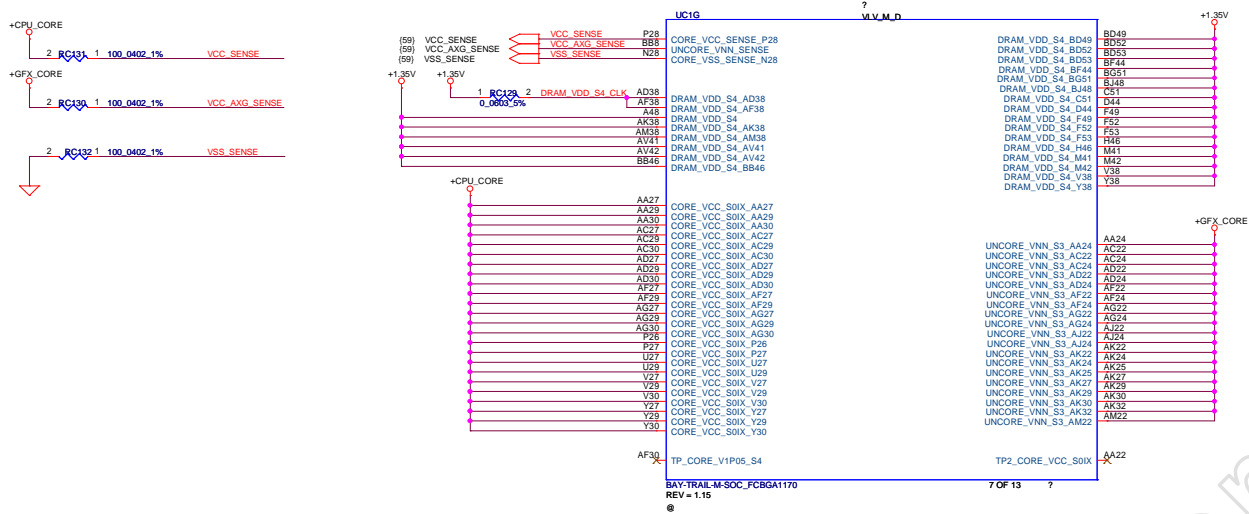 +CPU_CORE
2 RC131 1 100_0402_1% VCC_SENSE
+GFX_CORE
2 RC130 1 100_0402_1% VCC_AXG_SENSE
2 RC132 1 100_0402_1% VSS_SENSE
UC1G
?
VLV_M_D
{59} VCC_SENSE VCC_SENSE P28 CORE_VCC_SENSE_P28
{59} VCC_AXG_SENSE VCC_AXG_SENSE BB8 UNCORE_VNN_SENSE
{59} VSS_SENSE VSS_SENSE N28 CORE_VSS_SENSE_N28
+1.35V +1.35V
1 RC129 2 DRAM_VDD_S4_CLK AD38 DRAM_VDD_S4_AD38
0_0603_5% AF38 DRAM_VDD_S4_AF38
A48 DRAM_VDD_S4
AK38 DRAM_VDD_S4_AK38
AM38 DRAM_VDD_S4_AM38
AV41 DRAM_VDD_S4_AV41
AV42 DRAM_VDD_S4_AV42
BB46 DRAM_VDD_S4_BB46
+CPU_CORE
AA27 CORE_VCC_S0IX_AA27
AA29 CORE_VCC_S0IX_AA29
AA30 CORE_VCC_S0IX_AA30
AC27 CORE_VCC_S0IX_AC27
AC29 CORE_VCC_S0IX_AC29
AC30 CORE_VCC_S0IX_AC30
AD27 CORE_VCC_S0IX_AD27
AD29 CORE_VCC_S0IX_AD29
AD30 CORE_VCC_S0IX_AD30
AF27 CORE_VCC_S0IX_AF27
AF29 CORE_VCC_S0IX_AF29
AG27 CORE_VCC_S0IX_AG27
AG29 CORE_VCC_S0IX_AG29
AG30 CORE_VCC_S0IX_AG30
P26 CORE_VCC_S0IX_P26
P27 CORE_VCC_S0IX_P27
U27 CORE_VCC_S0IX_U27
U29 CORE_VCC_S0IX_U29
V27 CORE_VCC_S0IX_V27
V29 CORE_VCC_S0IX_V29
V30 CORE_VCC_S0IX_V30
Y27 CORE_VCC_S0IX_Y27
Y29 CORE_VCC_S0IX_Y29
Y30 CORE_VCC_S0IX_Y30
AF30 TP_CORE_V1P05_S4
+1.35V
DRAM_VDD_S4_BD49 BD49
DRAM_VDD_S4_BD52 BD52
DRAM_VDD_S4_BD53 BD53
DRAM_VDD_S4_BF44 BF44
DRAM_VDD_S4_BG51 BG51
DRAM_VDD_S4_BJ48 BJ48
DRAM_VDD_S4_C51 C51
DRAM_VDD_S4_D44 D44
DRAM_VDD_S4_F49 F49
DRAM_VDD_S4_F52 F52
DRAM_VDD_S4_F53 F53
DRAM_VDD_S4_H46 H46
DRAM_VDD_S4_M41 M41
DRAM_VDD_S4_M42 M42
DRAM_VDD_S4_V38 V38
DRAM_VDD_S4_Y38 Y38
+GFX_CORE
UNCORE_VNN_S3_AA24 AA24
UNCORE_VNN_S3_AC22 AC22
UNCORE_VNN_S3_AC24 AC24
UNCORE_VNN_S3_AD22 AD22
UNCORE_VNN_S3_AD24 AD24
UNCORE_VNN_S3_AF22 AF22
UNCORE_VNN_S3_AF24 AF24
UNCORE_VNN_S3_AG22 AG22
UNCORE_VNN_S3_AG24 AG24
UNCORE_VNN_S3_AJ22 AJ22
UNCORE_VNN_S3_AJ24 AJ24
UNCORE_VNN_S3_AK22 AK22
UNCORE_VNN_S3_AK24 AK24
UNCORE_VNN_S3_AK25 AK25
UNCORE_VNN_S3_AK27 AK27
UNCORE_VNN_S3_AK29 AK29
UNCORE_VNN_S3_AK30 AK30
UNCORE_VNN_S3_AK32 AK32
UNCORE_VNN_S3_AM22 AM22
TP2_CORE_VCC_S0IX AA22
BAY-TRAIL-M-SOC_FCBGA1170 7 OF 13 ?
REV = 1.15
@